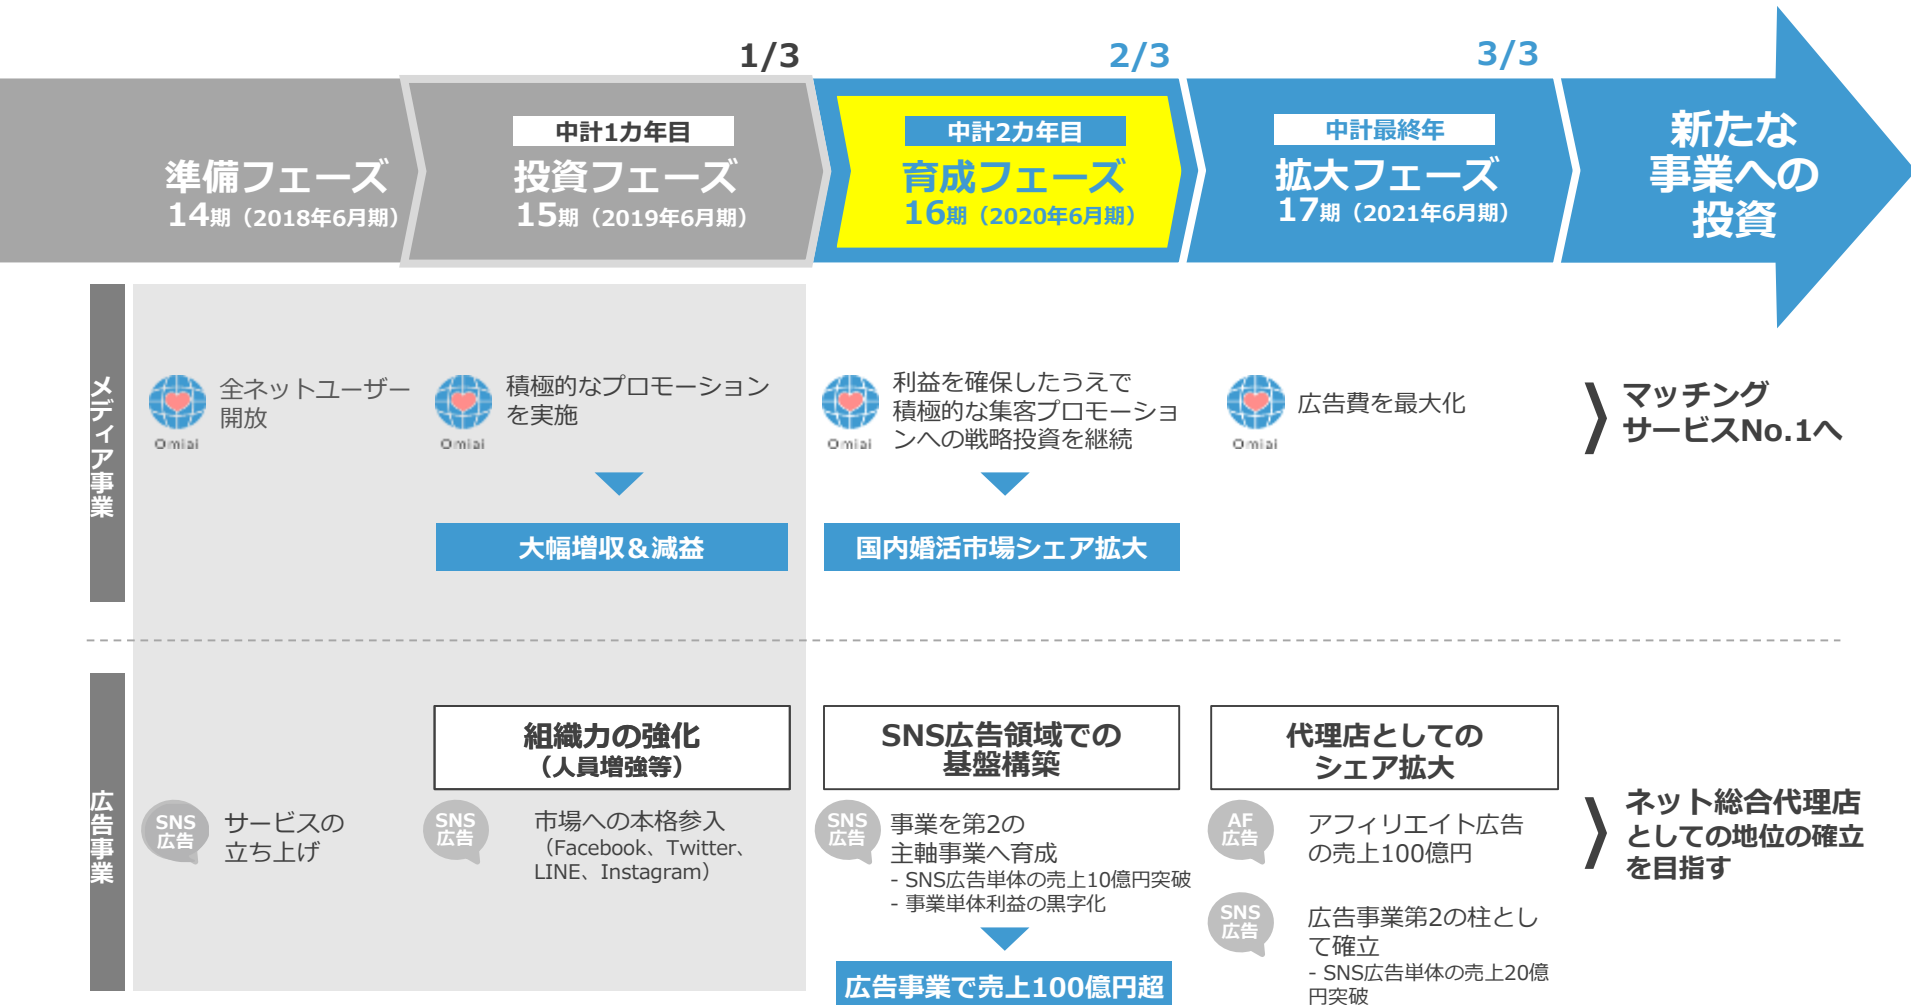 1/3
2/3
3/3
準備フェーズ
14期（2018年6月期）
中計1カ年目
投資フェーズ
15期（2019年6月期）
中計2カ年目
育成フェーズ
16期（2020年6月期）
中計最終年
拡大フェーズ
17期（2021年6月期）
新たな
事業への
投資
メディア事業
Omiai
全ネットユーザー
開放
Omiai
積極的なプロモーション
を実施
大幅増収＆減益
Omiai
利益を確保したうえで
積極的な集客プロモーショ
ンへの戦略投資を継続
国内婚活市場シェア拡大
Omiai
広告費を最大化
マッチング
サービスNo.1へ
広告事業
SNS
広告
サービスの
立ち上げ
組織力の強化
（人員増強等）
SNS
広告
市場への本格参入
（Facebook、Twitter、
LINE、Instagram）
SNS広告領域での
基盤構築
SNS
広告
事業を第2の
主軸事業へ育成
- SNS広告単体の売上10億円突破
- 事業単体利益の黒字化
広告事業で売上100億円超
代理店としての
シェア拡大
AF
広告
アフィリエイト広告
の売上100億円
SNS
広告
広告事業第2の柱とし
て確立
- SNS広告単体の売上20億
円突破
ネット総合代理店
としての地位の確立
を目指す